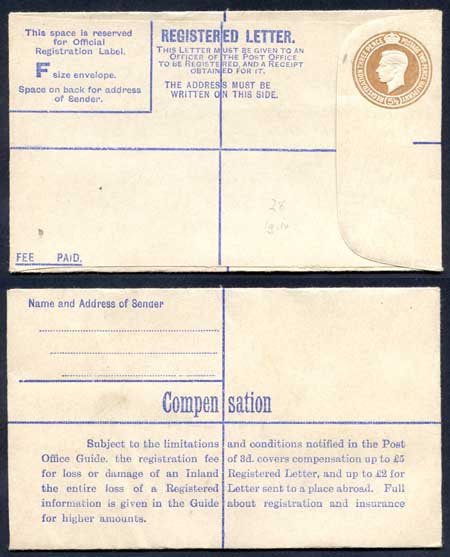 This space is reserved
for Official
Registration Label.
F size envelope.
Space on back for address
of Sender.
REGISTERED LETTER.
THIS LETTER MUST BE GIVEN TO AN
OFFICER OF THE POST OFFICE
TO BE REGISTERED, AND A RECEIPT
OBTAINED FOR IT.
THE ADDRESS MUST BE
WRITTEN ON THIS SIDE.
REGISTRATION THREE PENCE
POSTAGE
28
FEE PAID.
Name and Address of Sender
Compensation
Subject to the limitations and conditions notified in the Post
Office Guide. the registration fee of 3d. covers compensation up to £5
for loss or damage of an Inland Registered Letter, and up to £2 for
the entire loss of a Registered Letter sent to a place abroad. Full
information is given in the Guide about registration and insurance
for higher amounts.